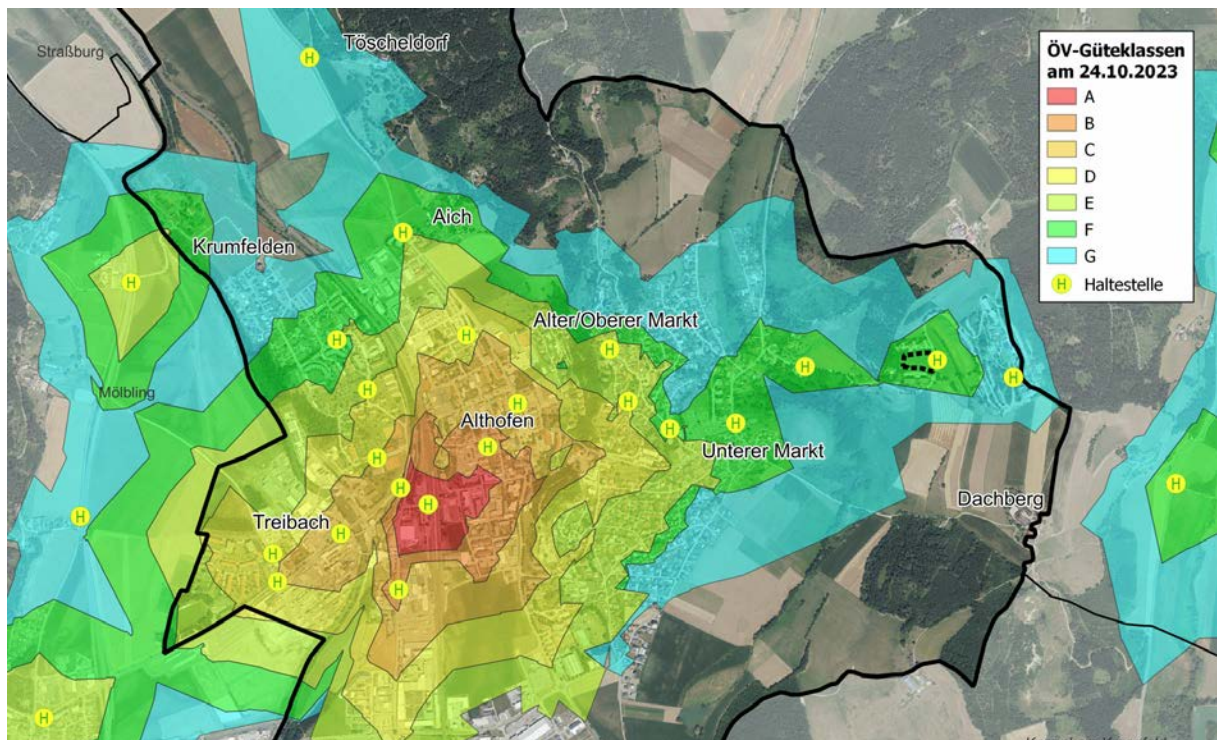 Straßburg
Töscheldorf
ÖV-Güteklassen
am 24.10.2023
A
B
C
D
E
F
G
H Haltestelle
Aich
Krumfelden
Alter/Oberer Markt
Mölbling
Althofen
Unterer Markt
Dachberg
Treibach